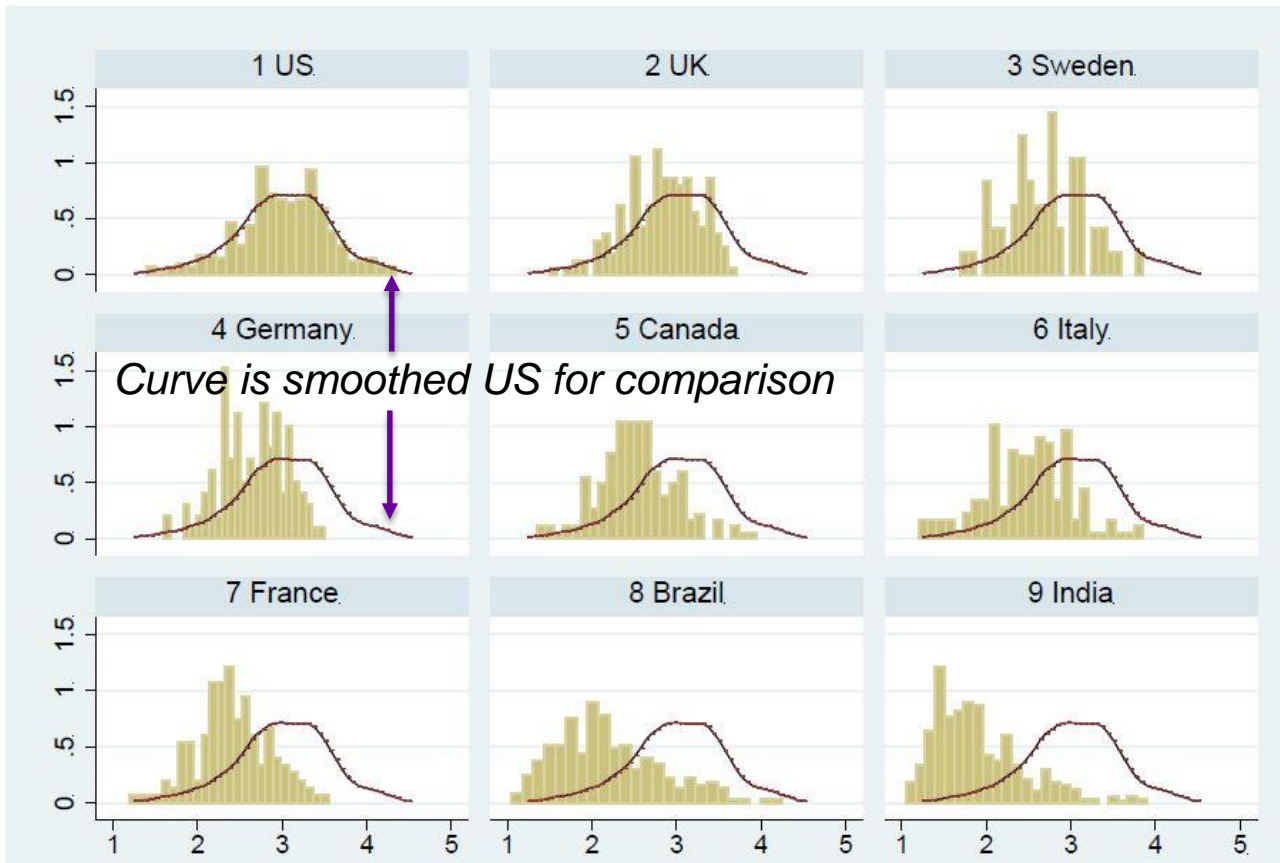 1 US.
2 UK.
3 Sweden.
1.5.
1.
.5.
0.
4 Germany.
5 Canada.
6 Italy.
Curve is smoothed US for comparison
1.5.
1.
.5.
0.
7 France.
8 Brazil.
9 India.
1.5.
1.
.5.
0.
1 2 3 4 5 1 2 3 4 5 1 2 3 4 5.